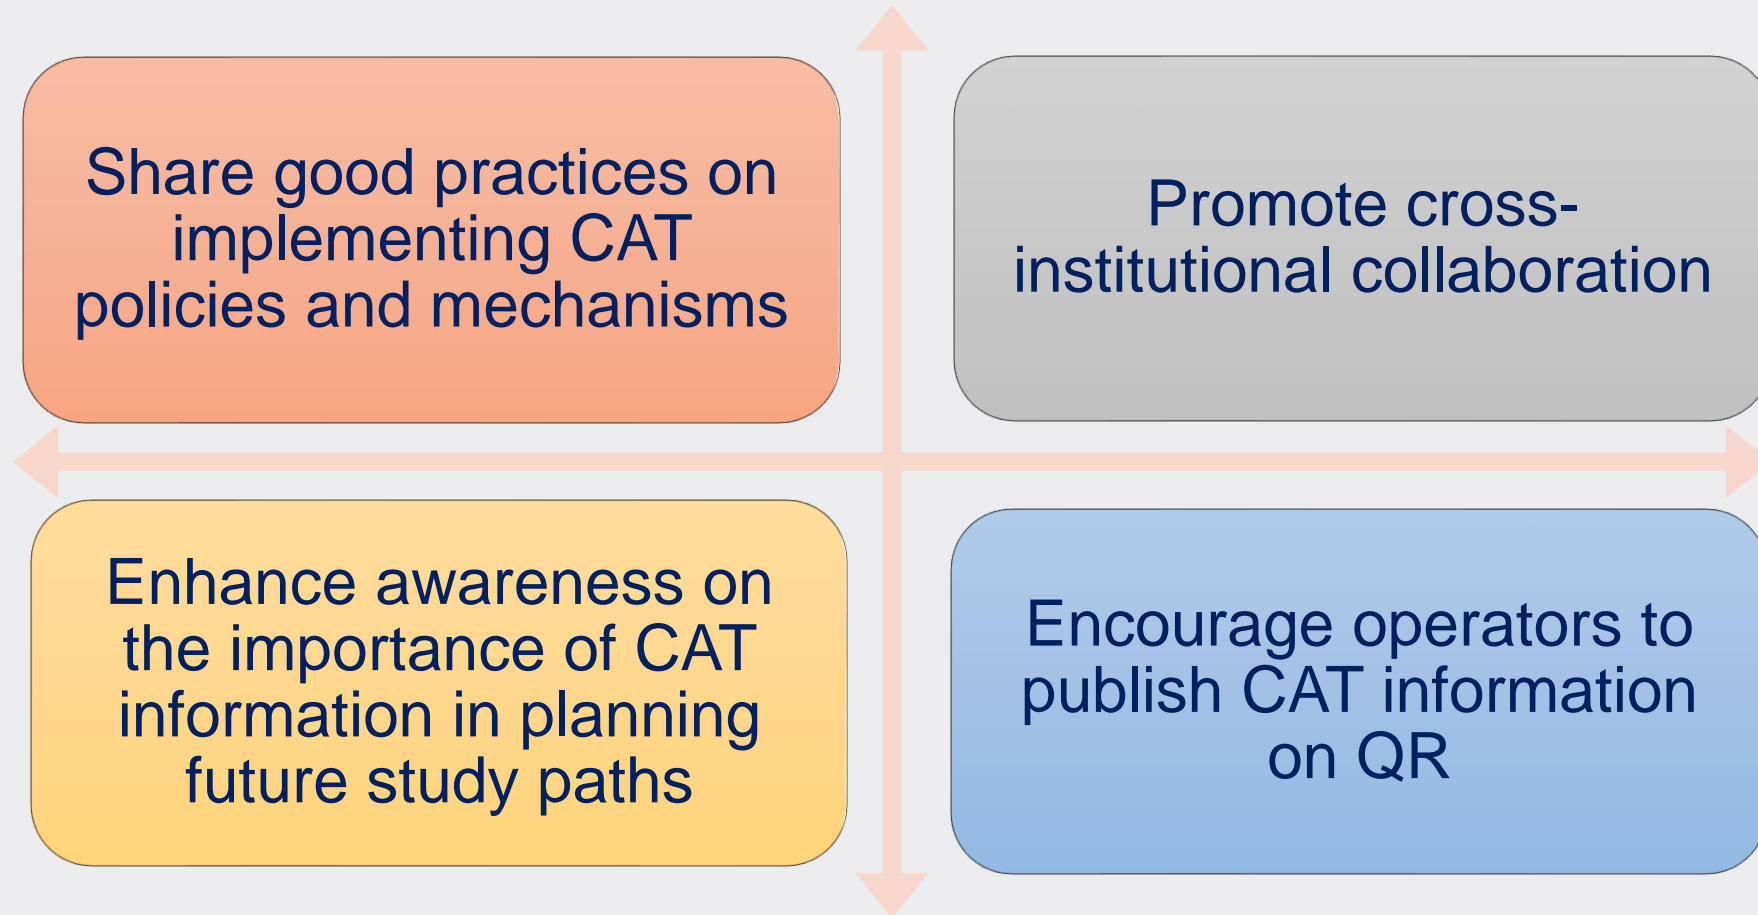 Share good practices on
implementing CAT
policies and mechanisms
Promote cross-
institutional collaboration
Enhance awareness on
the importance of CAT
information in planning
future study paths
Encourage operators to
publish CAT information
on QR